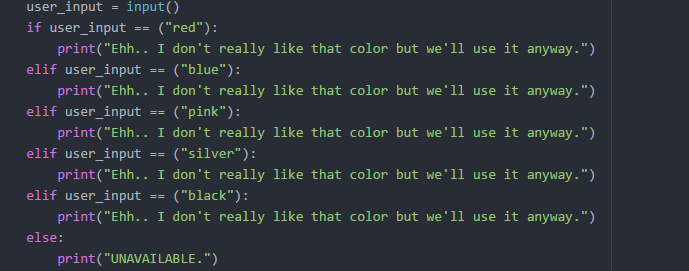 user_input = input()
if user_input == ("red"):
    print("Ehh.. I don't really like that color but we'll use it anyway.")
elif user_input == ("blue"):
    print("Ehh.. I don't really like that color but we'll use it anyway.")
elif user_input == ("pink"):
    print("Ehh.. I don't really like that color but we'll use it anyway.")
elif user_input == ("silver"):
    print("Ehh.. I don't really like that color but we'll use it anyway.")
elif user_input == ("black"):
    print("Ehh.. I don't really like that color but we'll use it anyway.")
else:
    print("UNAVAILABLE.")